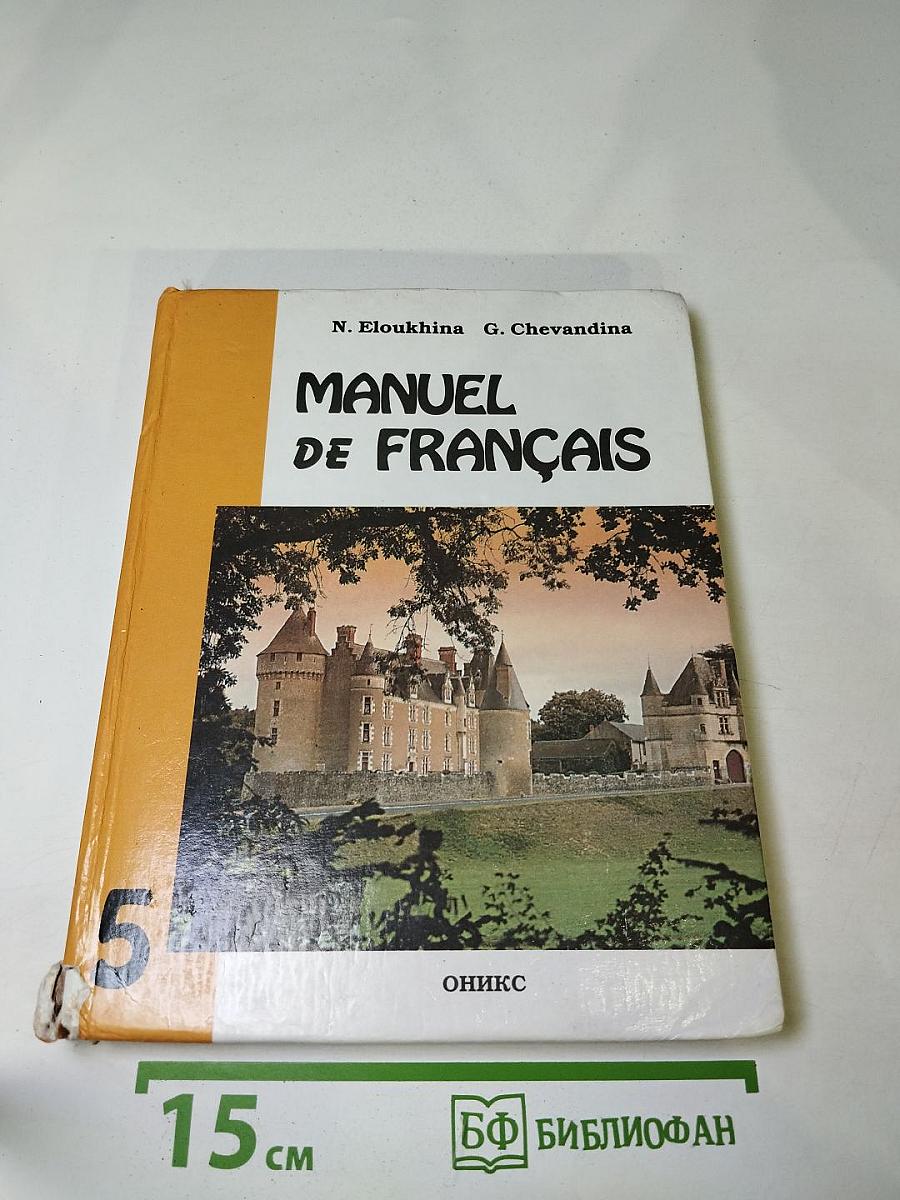 N. Eloukhina G. Chevandina
MANUEL
DE FRANÇAIS
5
ОНИКС
15 см
БФ БИБЛИОФАН